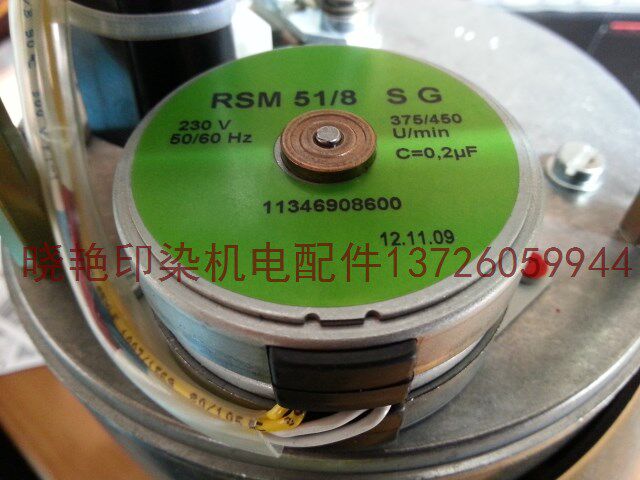 RSM 51/8 S G
230 V
50/60 Hz
375/450
U/min
C=0,2µF
11346908600
12.11.09
晓艳印染机电配件13726059944